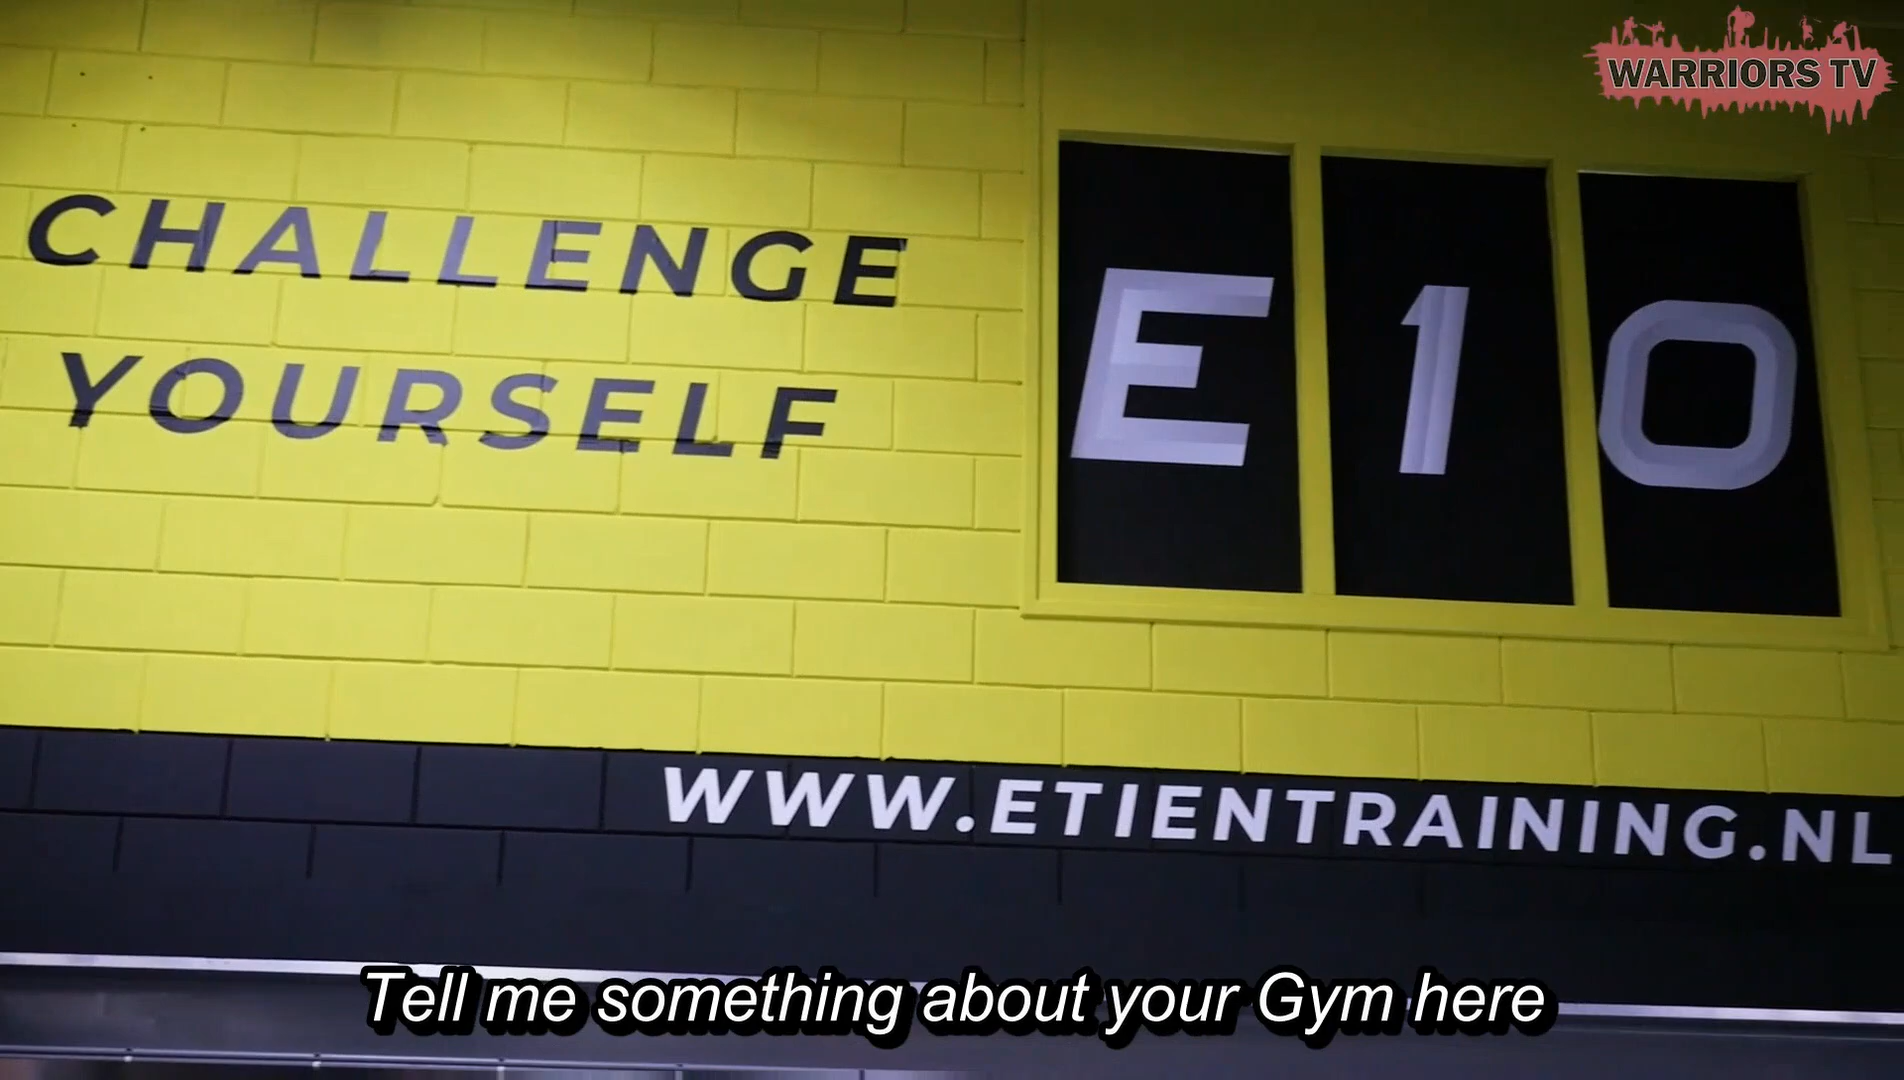 WARRIORS TV
CHALLENGE
YOURSELF
E10
WWW.ETIENTRAINING.NL
Tell me something about your Gym here